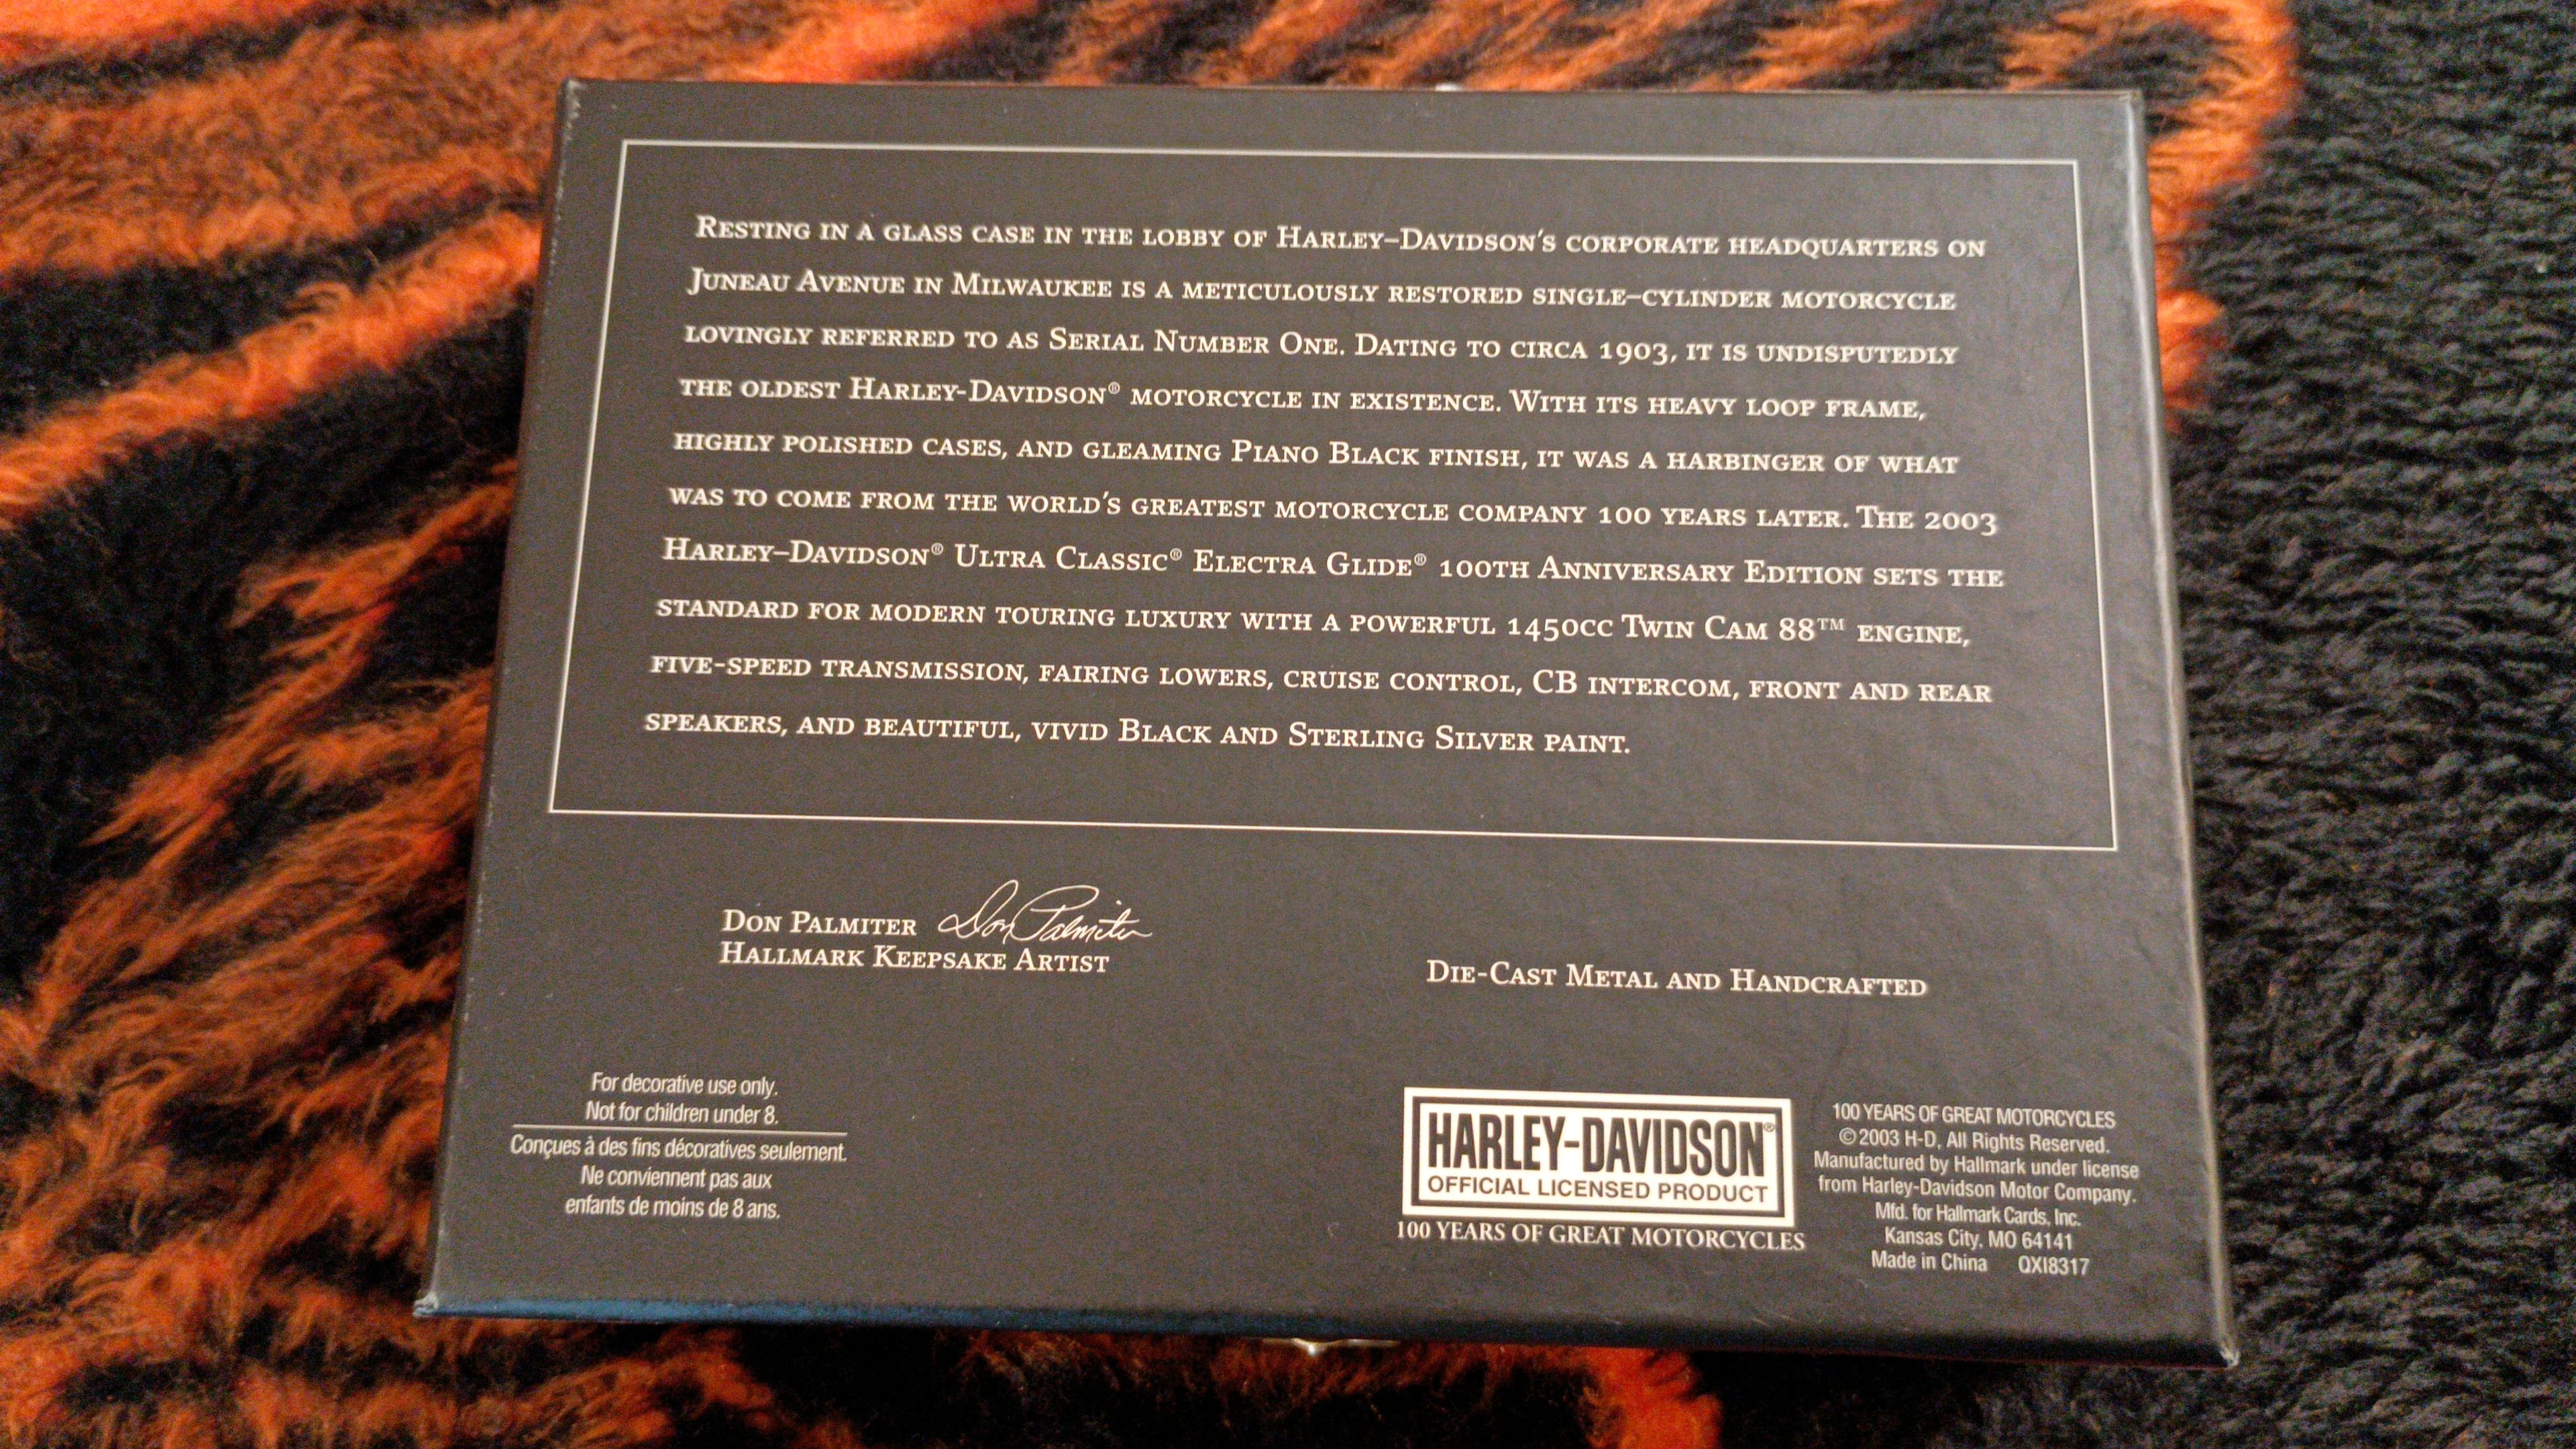 Resting in a glass case in the lobby of Harley–Davidson's corporate headquarters on
Juneau Avenue in Milwaukee is a meticulously restored single–cylinder motorcycle
lovingly referred to as Serial Number One. Dating to circa 1903, it is undisputedly
the oldest Harley-Davidson® motorcycle in existence. With its heavy loop frame,
highly polished cases, and gleaming Piano Black finish, it was a harbinger of what
was to come from the world's greatest motorcycle company 100 years later. The 2003
Harley–Davidson® Ultra Classic® Electra Glide® 100th Anniversary Edition sets the
standard for modern touring luxury with a powerful 1450cc Twin Cam 88™ engine,
five-speed transmission, fairing lowers, cruise control, CB intercom, front and rear
speakers, and beautiful, vivid Black and Sterling Silver paint.
Don Palmiter Don Palmiter
Hallmark Keepsake Artist
Die-Cast Metal and Handcrafted
For decorative use only.
Not for children under 8.
Conçues à des fins décoratives seulement.
Ne conviennent pas aux
enfants de moins de 8 ans.
HARLEY-DAVIDSON®
OFFICIAL LICENSED PRODUCT
100 YEARS OF GREAT MOTORCYCLES
100 YEARS OF GREAT MOTORCYCLES
©2003 H-D, All Rights Reserved.
Manufactured by Hallmark under license
from Harley-Davidson Motor Company.
Mfd. for Hallmark Cards, Inc.
Kansas City, MO 64141
Made in China QXI8317